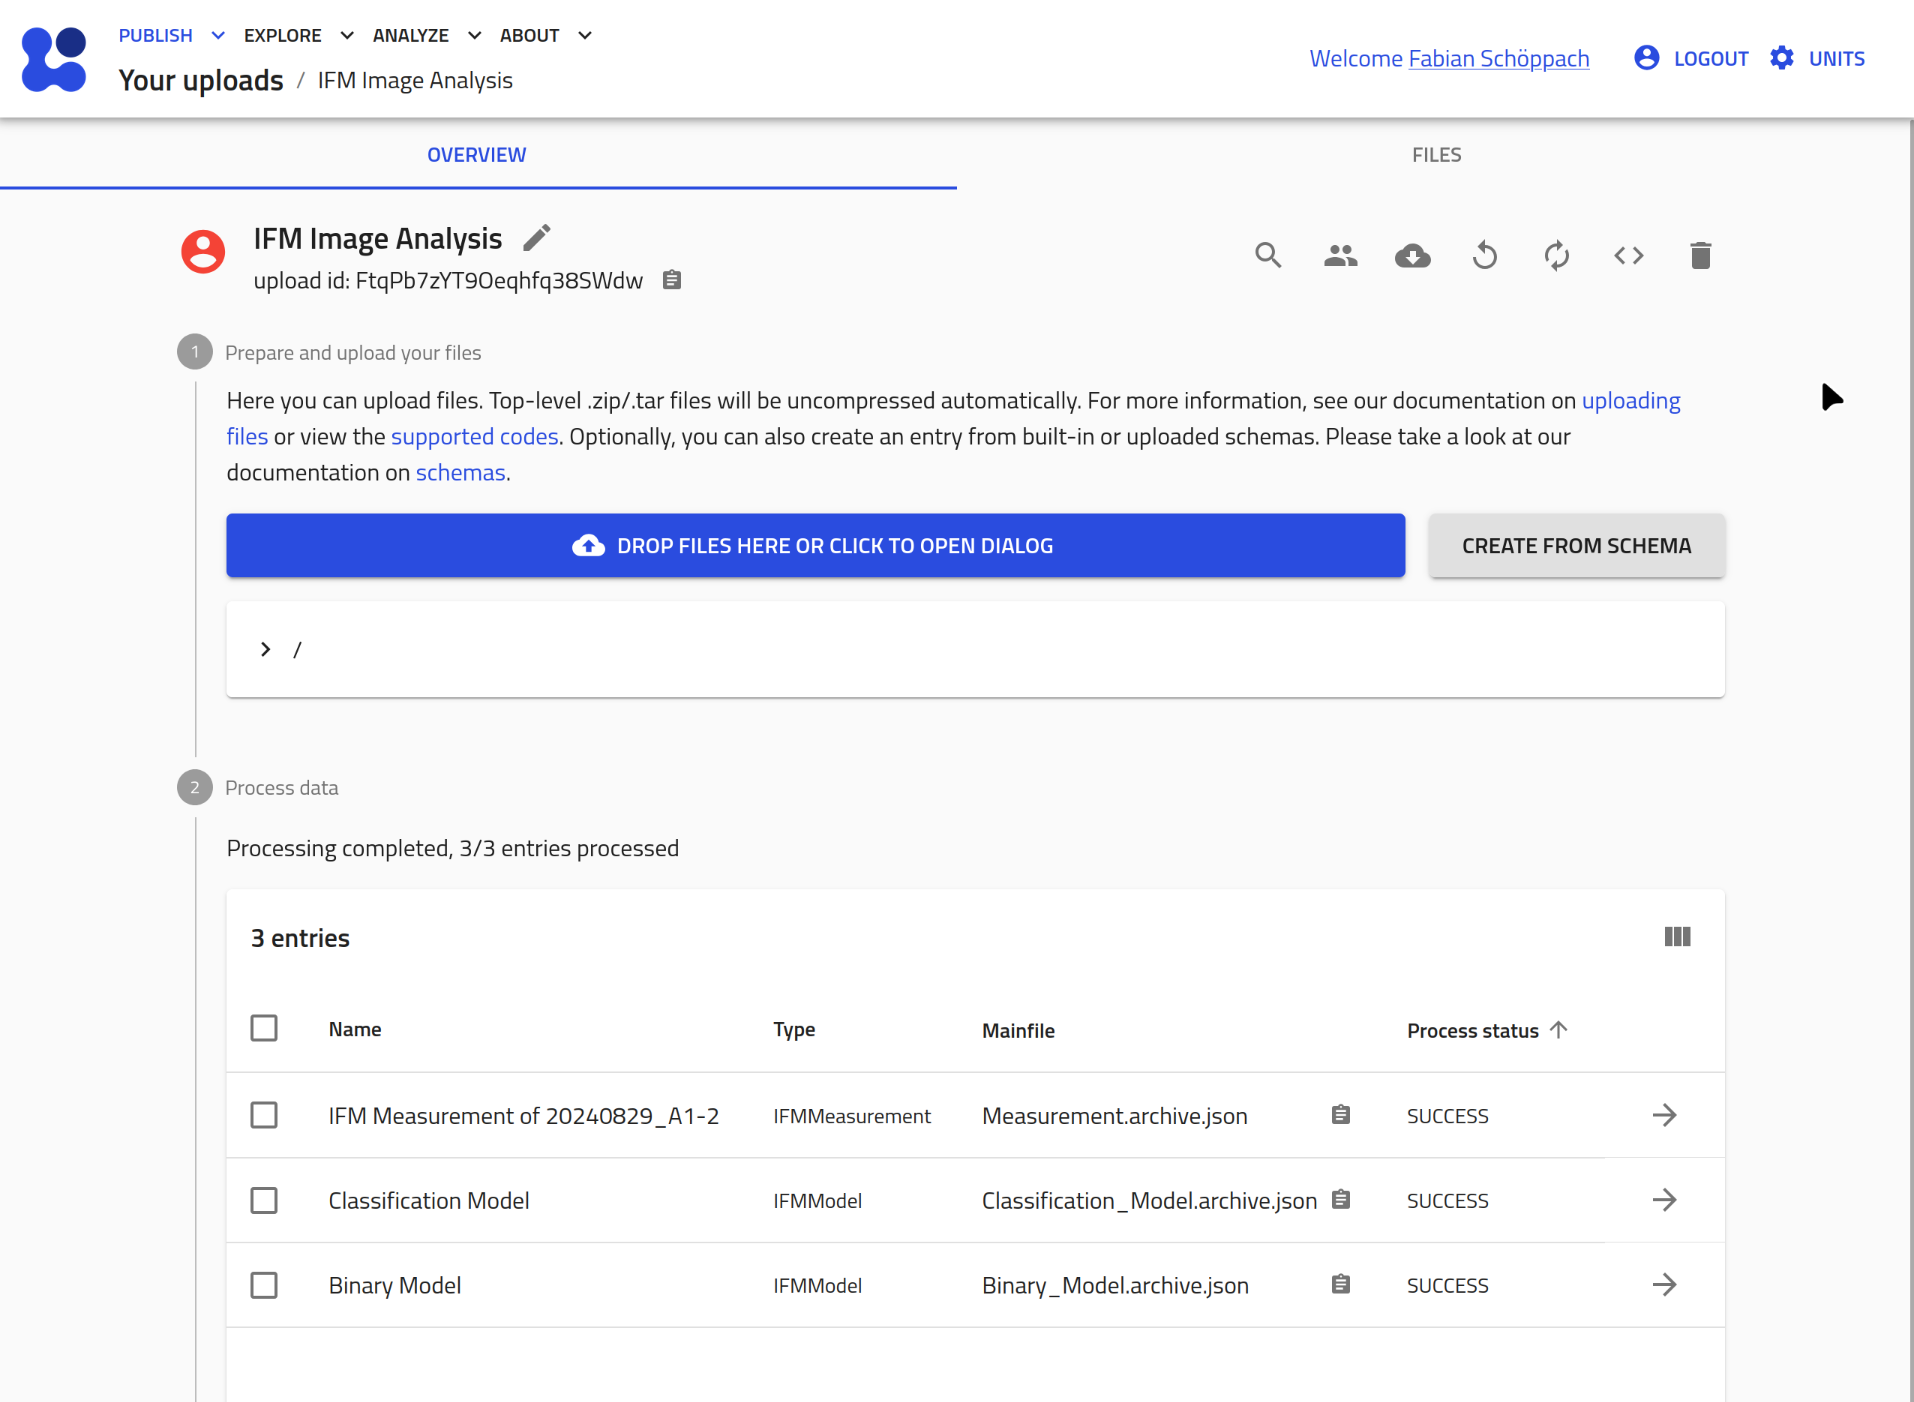 PUBLISH EXPLORE ANALYZE ABOUT
Your uploads / IFM Image Analysis
Welcome Fabian Schöppach LOGOUT UNITS
OVERVIEW FILES
IFM Image Analysis
upload id: FtqPb7zYT9Oeqhfq38SWdw
1 Prepare and upload your files
Here you can upload files. Top-level .zip/.tar files will be uncompressed automatically. For more information, see our documentation on uploading
files or view the supported codes. Optionally, you can also create an entry from built-in or uploaded schemas. Please take a look at our
documentation on schemas.
DROP FILES HERE OR CLICK TO OPEN DIALOG CREATE FROM SCHEMA
/
2 Process data
Processing completed, 3/3 entries processed
3 entries
Name Type Mainfile Process status
IFM Measurement of 20240829_A1-2 IFMMeasurement Measurement.archive.json SUCCESS
Classification Model IFMModel Classification_Model.archive.json SUCCESS
Binary Model IFMModel Binary_Model.archive.json SUCCESS